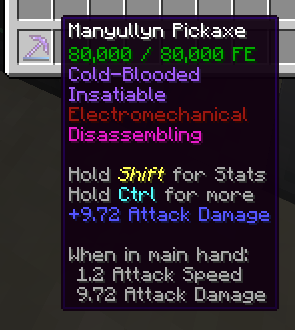 Manyullyn Pickaxe
80,000 / 80,000 FE
Cold-Blooded
Insatiable
Electromechanical
Disassembling
Hold Shift for Stats
Hold Ctrl for more
+9.72 Attack Damage
When in main hand:
1.2 Attack Speed
9.72 Attack Damage